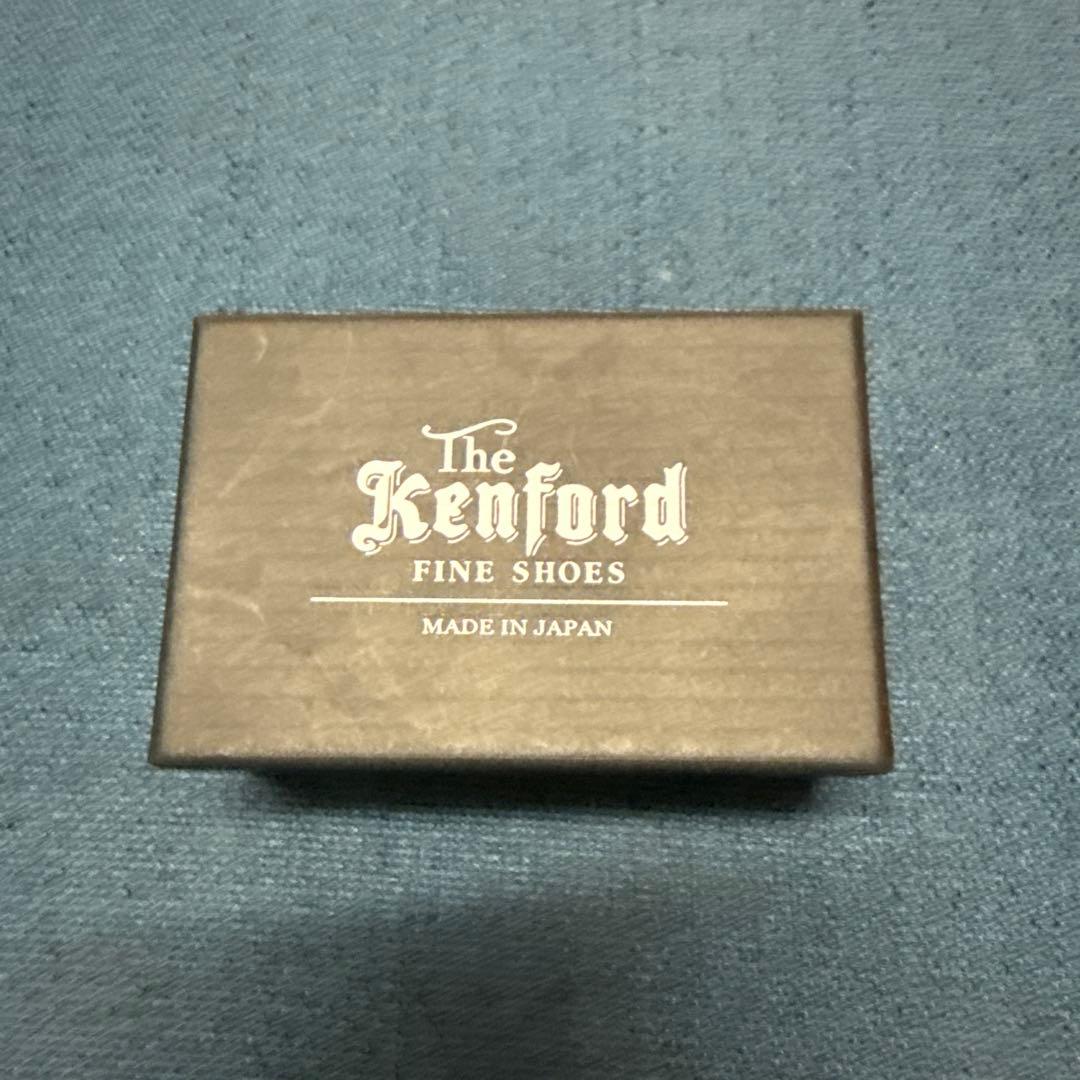 The
Kenford
FINE SHOES
MADE IN JAPAN